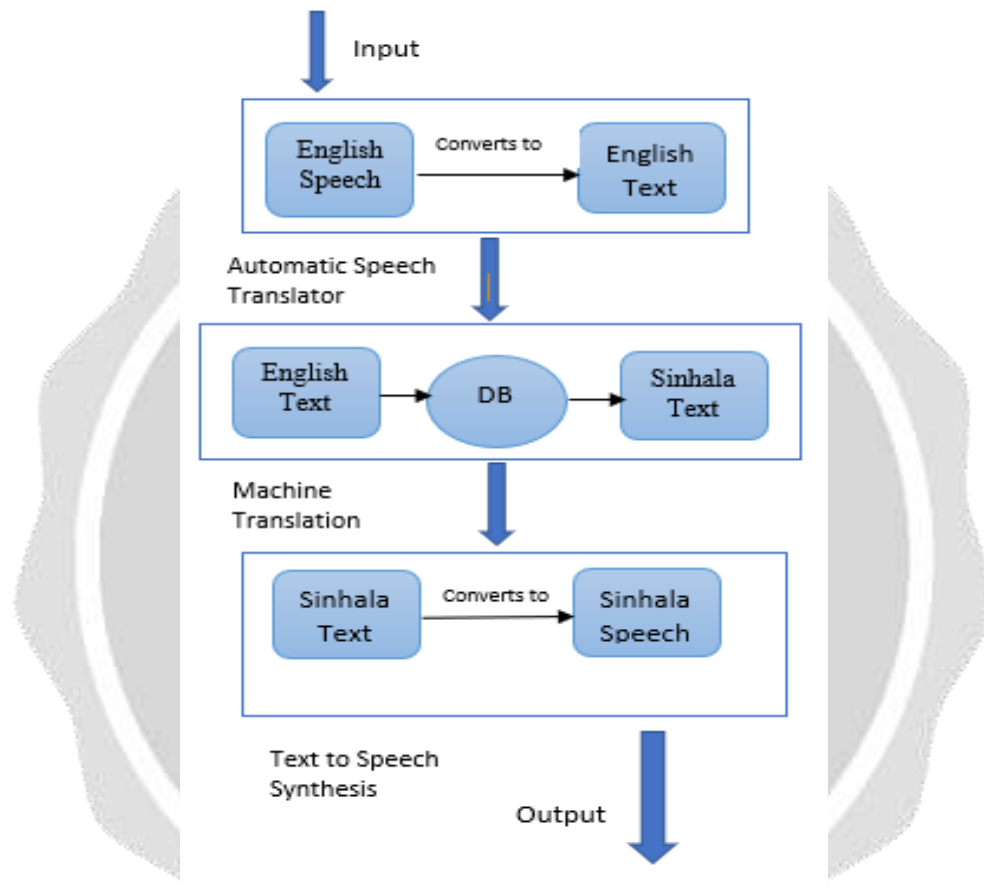 Input
English
Speech
Converts to
English
Text
Automatic Speech
Translator
English
Text
DB
Sinhala
Text
Machine
Translation
Sinhala
Text
Converts to
Sinhala
Speech
Text to Speech
Synthesis
Output